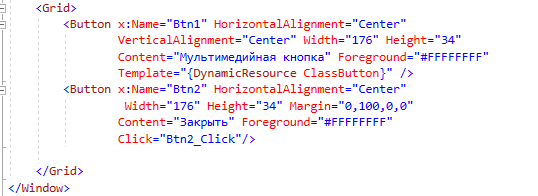 <Grid>
<Button x:Name="Btn1" HorizontalAlignment="Center"
VerticalAlignment="Center" Width="176" Height="34"
Content="Мультимедийная кнопка" Foreground="#FFFFFFFF"
Template="{DynamicResource ClassButton}" />
<Button x:Name="Btn2" HorizontalAlignment="Center"
Width="176" Height="34" Margin="0,100,0,0"
Content="Закрыть" Foreground="#FFFFFFFF"
Click="Btn2_Click"/>
</Grid>
</Window>